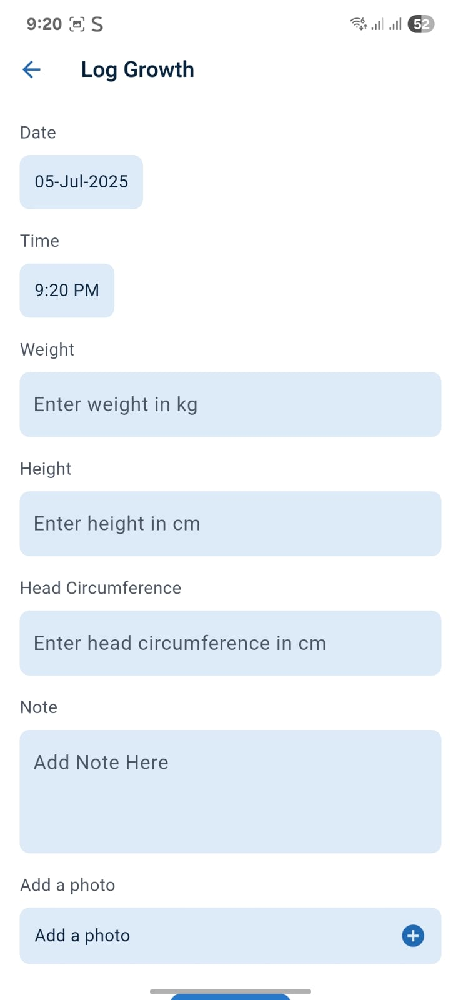 9:20 S 52
Log Growth
Date
05-Jul-2025
Time
9:20 PM
Weight
Enter weight in kg
Height
Enter height in cm
Head Circumference
Enter head circumference in cm
Note
Add Note Here
Add a photo
Add a photo